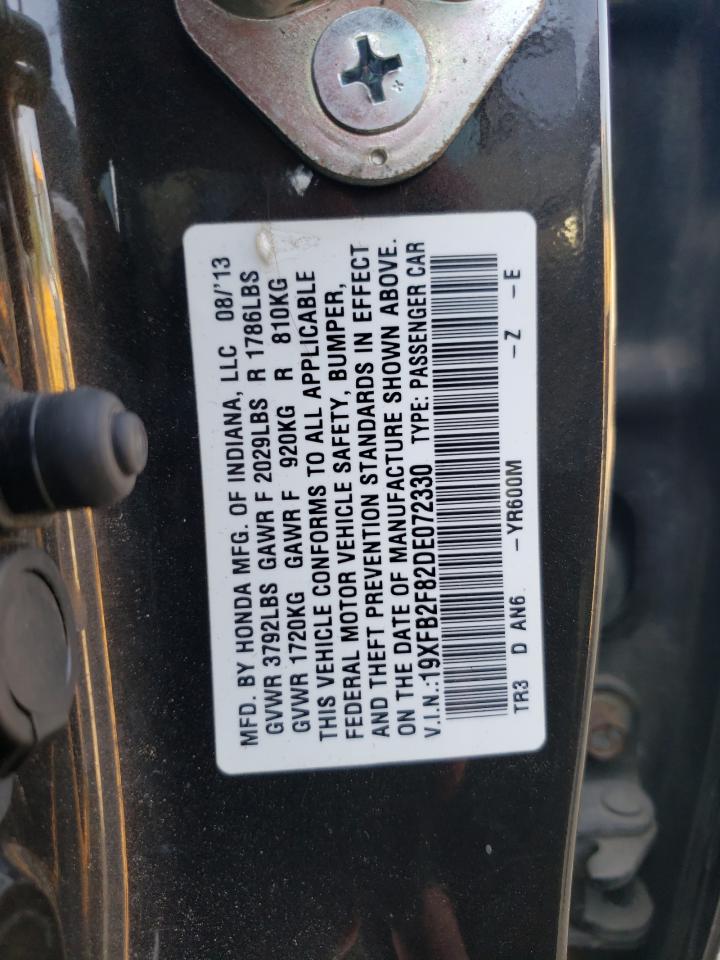 MFD. BY HONDA MFG. OF INDIANA, LLC 08/'13
GVWR 3792LBS GAWR F 2029LBS R 1786LBS
GVWR 1720KG GAWR F 920KG R 810KG
THIS VEHICLE CONFORMS TO ALL APPLICABLE
FEDERAL MOTOR VEHICLE SAFETY, BUMPER,
AND THEFT PREVENTION STANDARDS IN EFFECT
ON THE DATE OF MANUFACTURE SHOWN ABOVE.
V.I.N.:19XFB2F82DE072330 TYPE: PASSENGER CAR
TR3 D AN6 -YR600M -Z -E